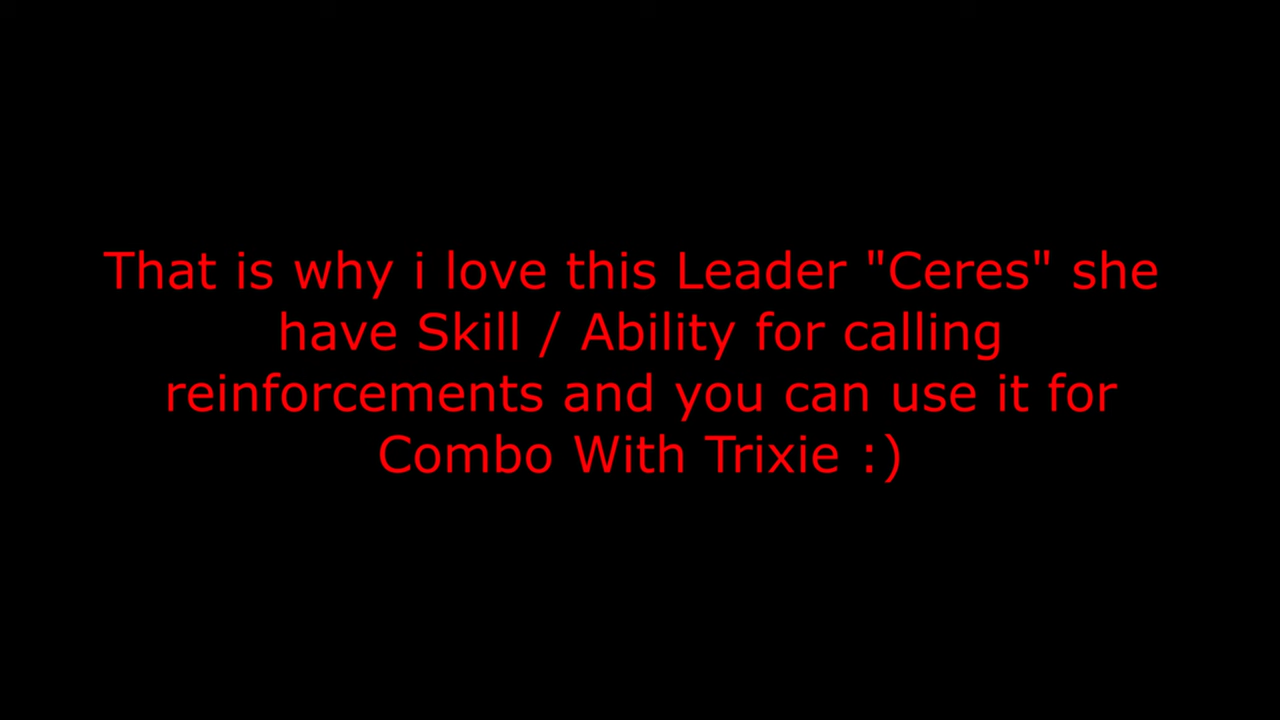 That is why i love this Leader "Ceres" she
have Skill / Ability for calling
reinforcements and you can use it for
Combo With Trixie :)